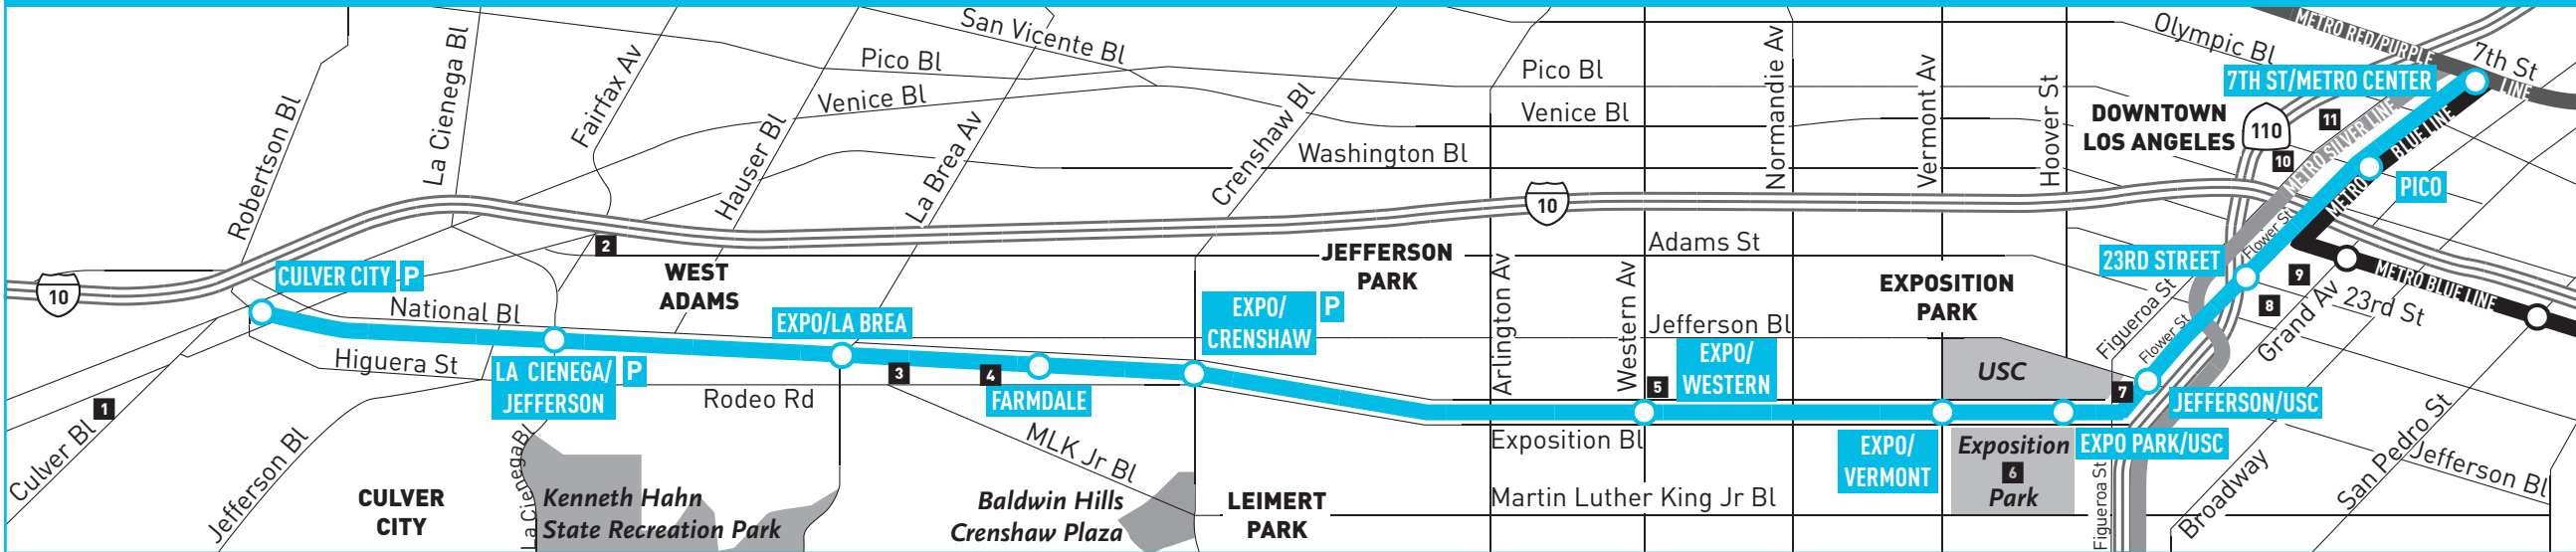 San Vicente Bl
Olympic Bl
METRO RED/PURPLE
LINE
7th St
7TH ST/METRO CENTER
Pico Bl
Pico Bl
Venice Bl
Venice Bl
Washington Bl
Robertson Bl
La Cienega Bl
Fairfax Av
Hauser Bl
La Brea Av
Crenshaw Bl
Normandie Av
Vermont Av
Hoover St
DOWNTOWN
LOS ANGELES
110
11
10
METRO SILVER LINE
METRO
BLUE LINE
PICO
10
10
2
WEST
ADAMS
JEFFERSON
PARK
Adams St
Arlington Av
Western Av
EXPOSITION
PARK
23RD STREET
Flower St
9
8
METRO BLUE LINE
23rd St
Grand Av
Figueroa St
Flower St
CULVER CITY
P
National Bl
Higuera St
LA CIENEGA/
JEFFERSON
P
EXPO/LA BREA
Rodeo Rd
3
4
FARMDALE
EXPO/
CRENSHAW
P
Jefferson Bl
EXPO/
WESTERN
5
USC
7
JEFFERSON/USC
1
Culver Bl
Jefferson Bl
La Cienega Bl
CULVER
CITY
Kenneth Hahn
State Recreation Park
MLK Jr Bl
Baldwin Hills
Crenshaw Plaza
LEIMERT
PARK
Exposition Bl
Martin Luther King Jr Bl
EXPO/
VERMONT
Exposition
6
Park
EXPO PARK/USC
Figueroa St
Broadway
San Pedro St
Jefferson Bl